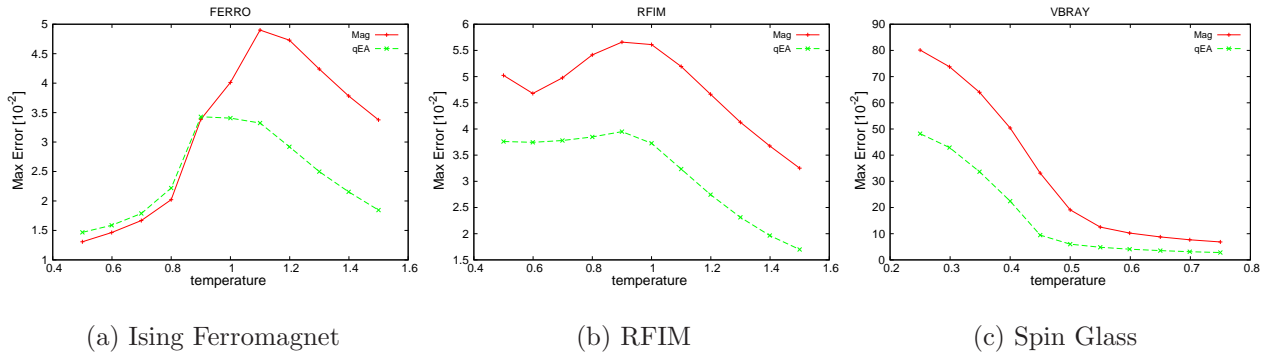 FERRO
Max Error [10^-2]
5
4.5
4
3.5
3
2.5
2
1.5
1
0.4 0.6 0.8 1 1.2 1.4 1.6
temperature
Mag
qEA
(a) Ising Ferromagnet
RFIM
Max Error [10^-2]
6
5.5
5
4.5
4
3.5
3
2.5
2
1.5
0.4 0.6 0.8 1 1.2 1.4 1.6
temperature
Mag
qEA
(b) RFIM
VBRAY
Max Error [10^-2]
90
80
70
60
50
40
30
20
10
0
0.2 0.3 0.4 0.5 0.6 0.7 0.8
temperature
Mag
qEA
(c) Spin Glass